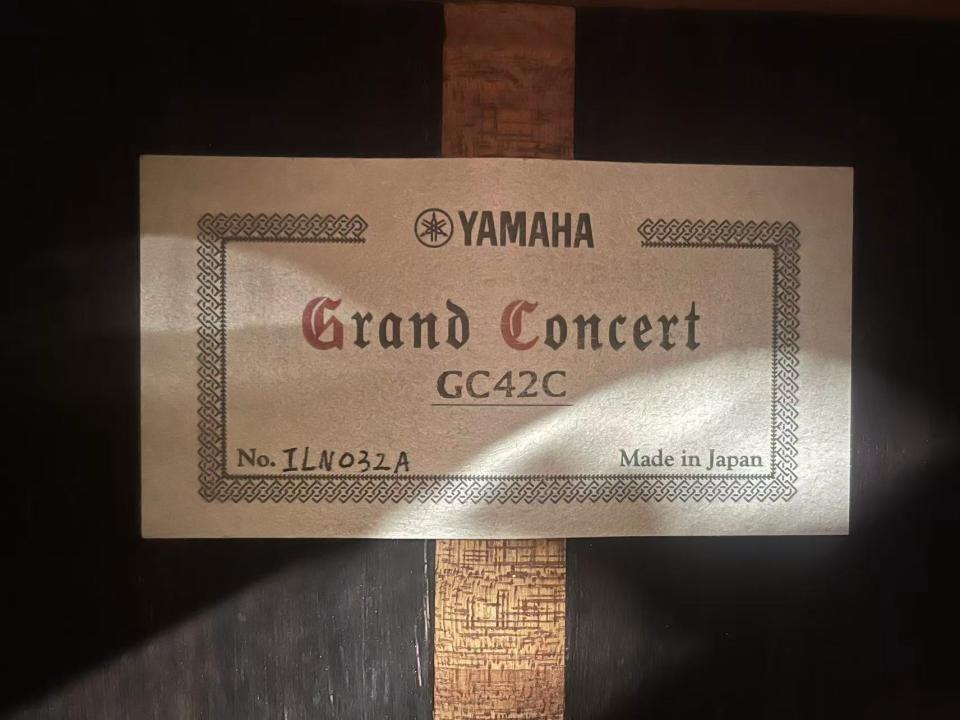 YAMAHA
Grand Concert
GC42C
No. ILN032A
Made in Japan